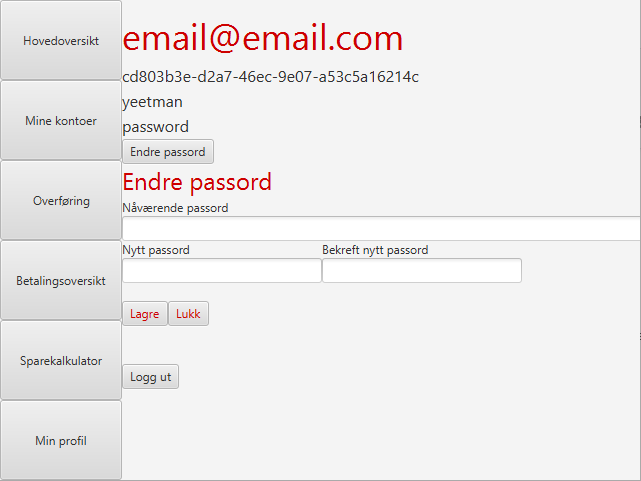 Hovedoversikt
Mine kontoer
Overføring
Betalingsoversikt
Sparekalkulator
Min profil
email@email.com
cd803b3e-d2a7-46ec-9e07-a53c5a16214c
yeetman
password
Endre passord
Endre passord
Nåværende passord
Nytt passord Bekreft nytt passord
Lagre Lukk
Logg ut